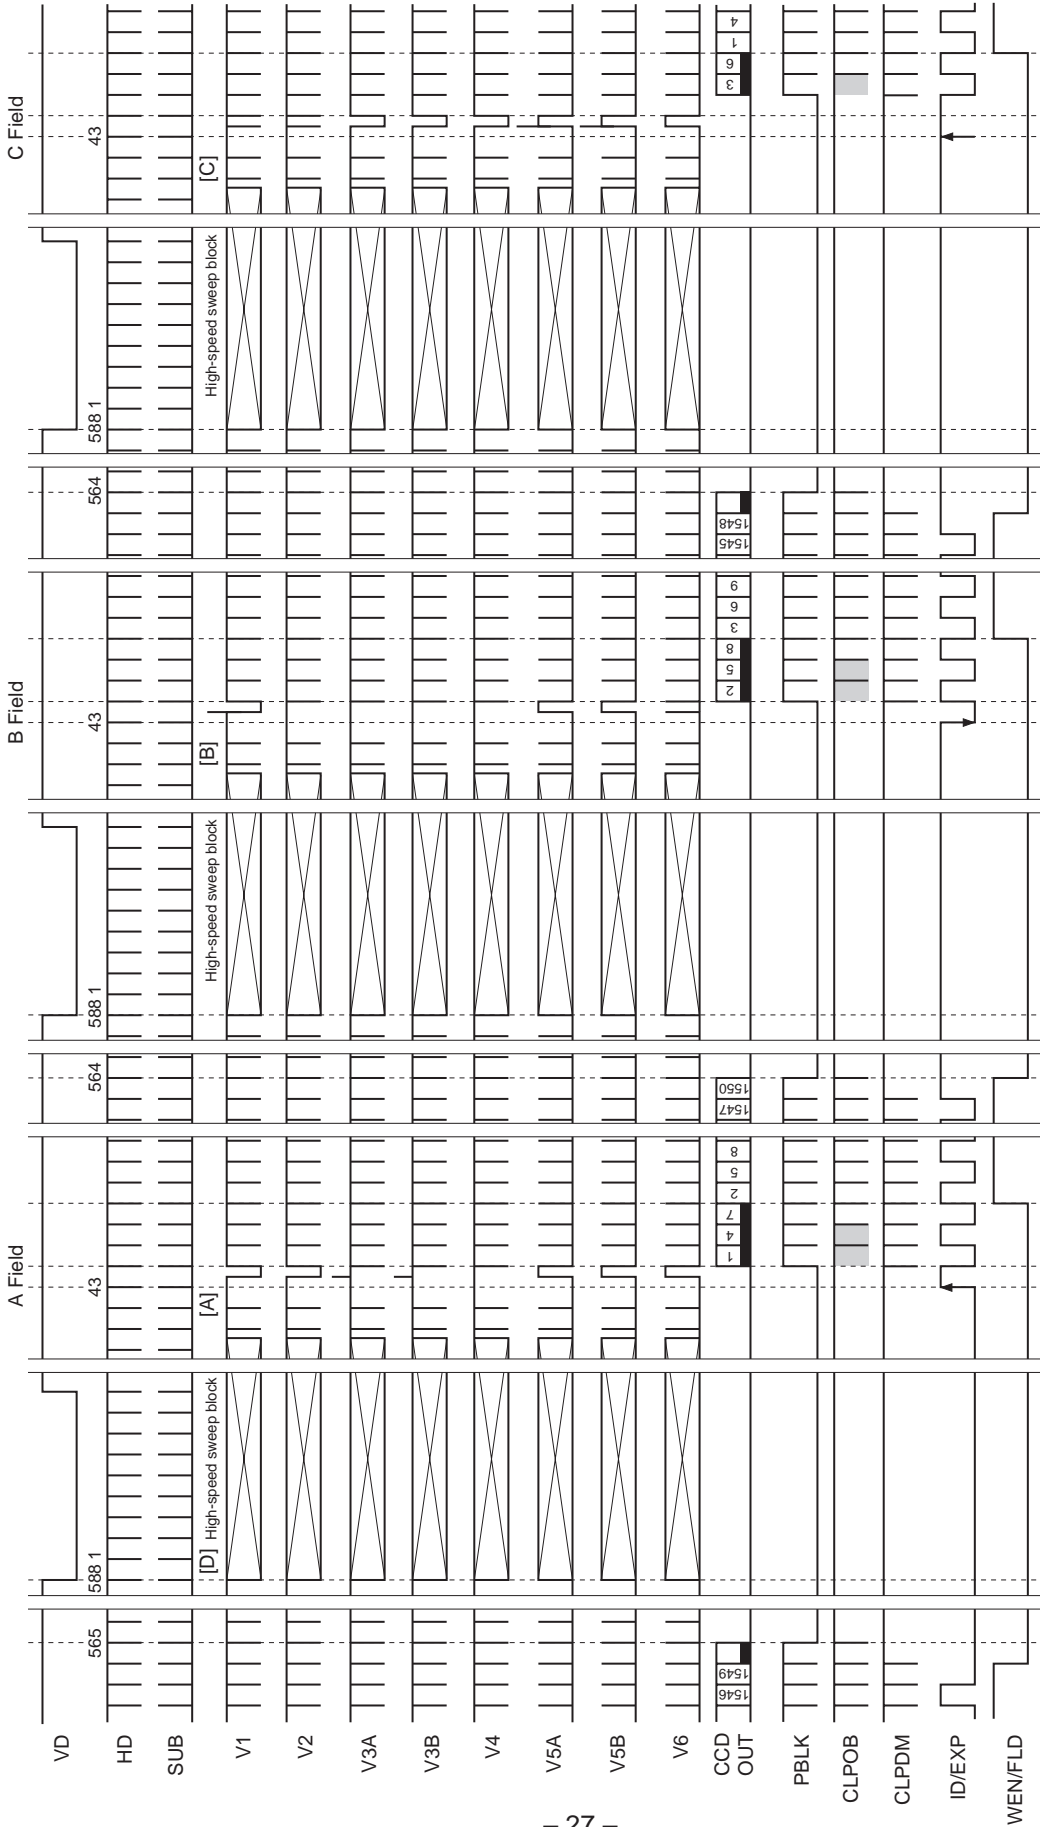 A Field B Field C Field
VD
565 588 1 43 564 588 1 43 564 588 1 43
HD
SUB
[D] High-speed sweep block [A] High-speed sweep block [B] High-speed sweep block [C]
V1
V2
V3A
V3B
V4
V5A
V5B
V6
CCD
OUT
1546 1549 1 4 7 2 5 8 1547 1550 2 5 8 3 6 9 1545 1548 3 6 1 4
PBLK
CLPOB
CLPDM
ID/EXP
WEN/FLD
– 27 –